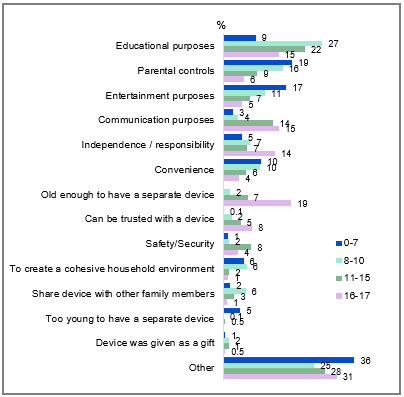 %
Educational purposes 9 27 22 15
Parental controls 19 16 9 6
Entertainment purposes 17 11 7 5
Communication purposes 3 4 14 15
Independence / responsibility 5 7 7 14
Convenience 10 10 6 4
Old enough to have a separate device 2 7 19
Can be trusted with a device 0.1 2 5 8
Safety/Security 1 2 8 4
To create a cohesive household environment 6 6 2 1
Share device with other family members 2 6 3 1
Too young to have a separate device 5 0.1 0.5
Device was given as a gift 1 2 1 0.5
Other 36 25 28 31
0-7
8-10
11-15
16-17